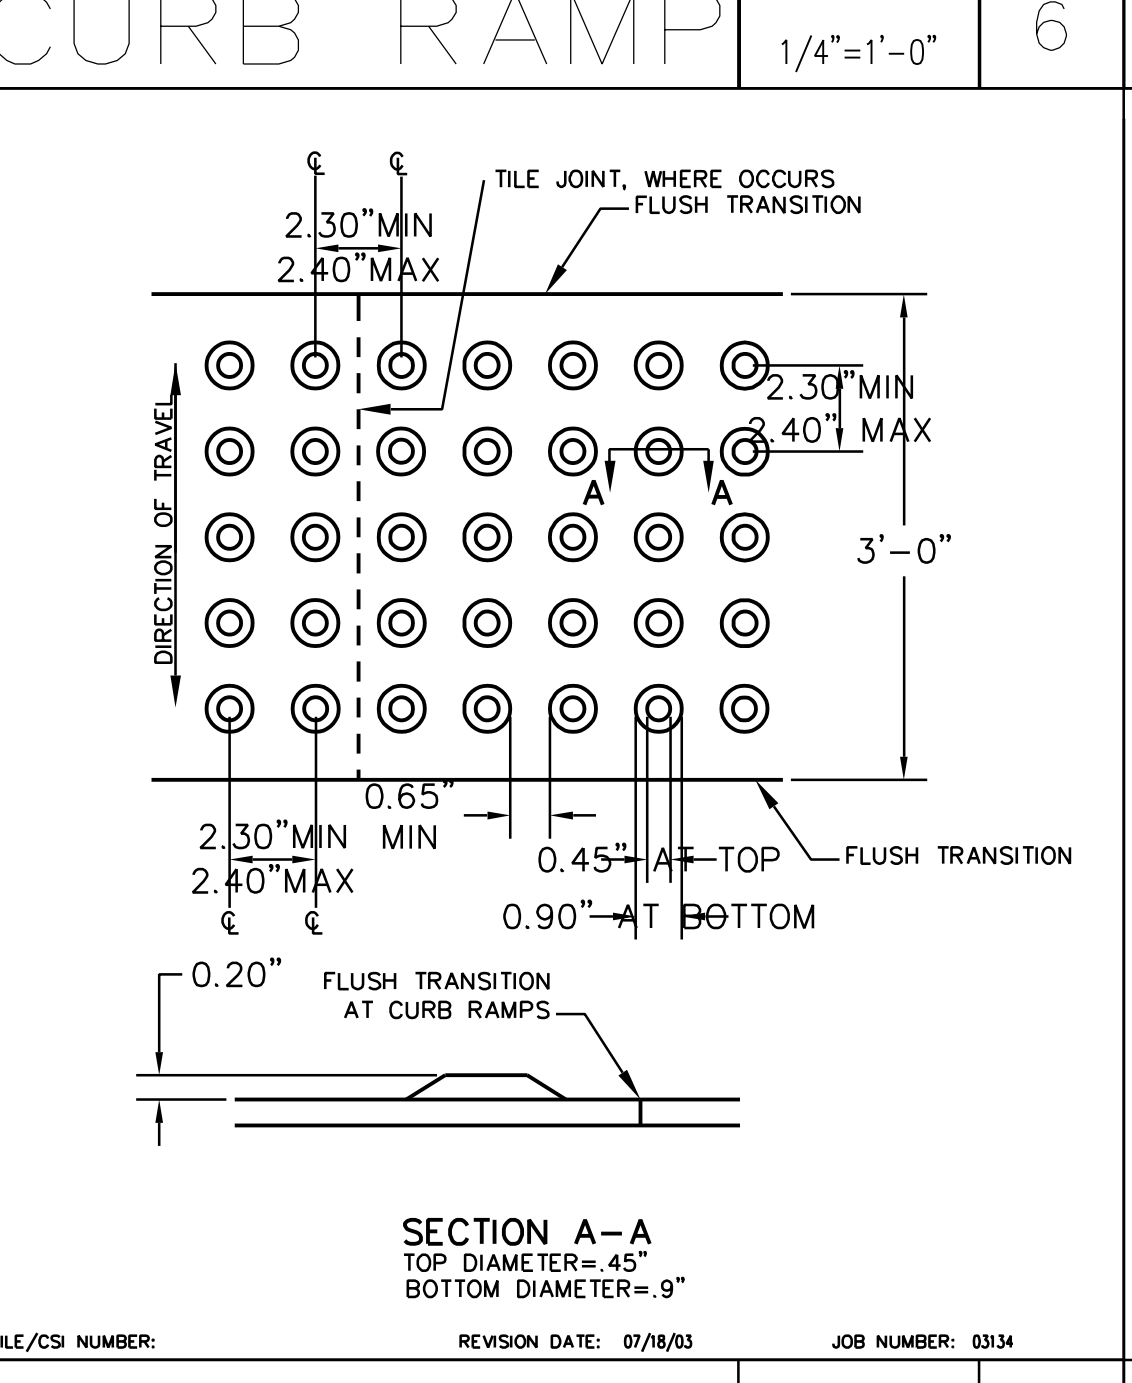 CURB RAMP
1/4"=1'-0"
6
℄ ℄
TILE JOINT, WHERE OCCURS
FLUSH TRANSITION
2.30"MIN
2.40"MAX
2.30"MIN
2.40" MAX
DIRECTION OF TRAVEL
A A
3'-0"
0.65"
MIN
2.30"MIN
2.40"MAX
℄ ℄
0.45" AT TOP
FLUSH TRANSITION
0.90" AT BOTTOM
0.20"
FLUSH TRANSITION
AT CURB RAMPS
SECTION A-A
TOP DIAMETER=.45"
BOTTOM DIAMETER=.9"
ILE/CSI NUMBER:
REVISION DATE: 07/18/03
JOB NUMBER: 03134